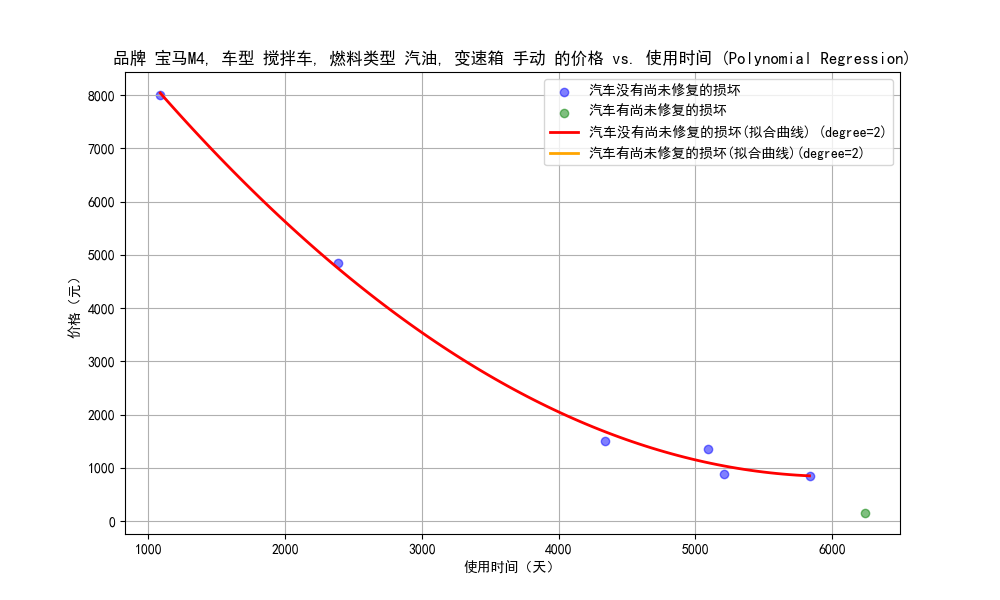 品牌 宝马M4, 车型 搅拌车, 燃料类型 汽油, 变速箱 手动 的价格 vs. 使用时间 (Polynomial Regression)
汽车没有尚未修复的损坏
汽车有尚未修复的损坏
汽车没有尚未修复的损坏(拟合曲线) (degree=2)
汽车有尚未修复的损坏(拟合曲线)(degree=2)
价格（元）
8000
7000
6000
5000
4000
3000
2000
1000
0
1000 2000 3000 4000 5000 6000
使用时间（天）